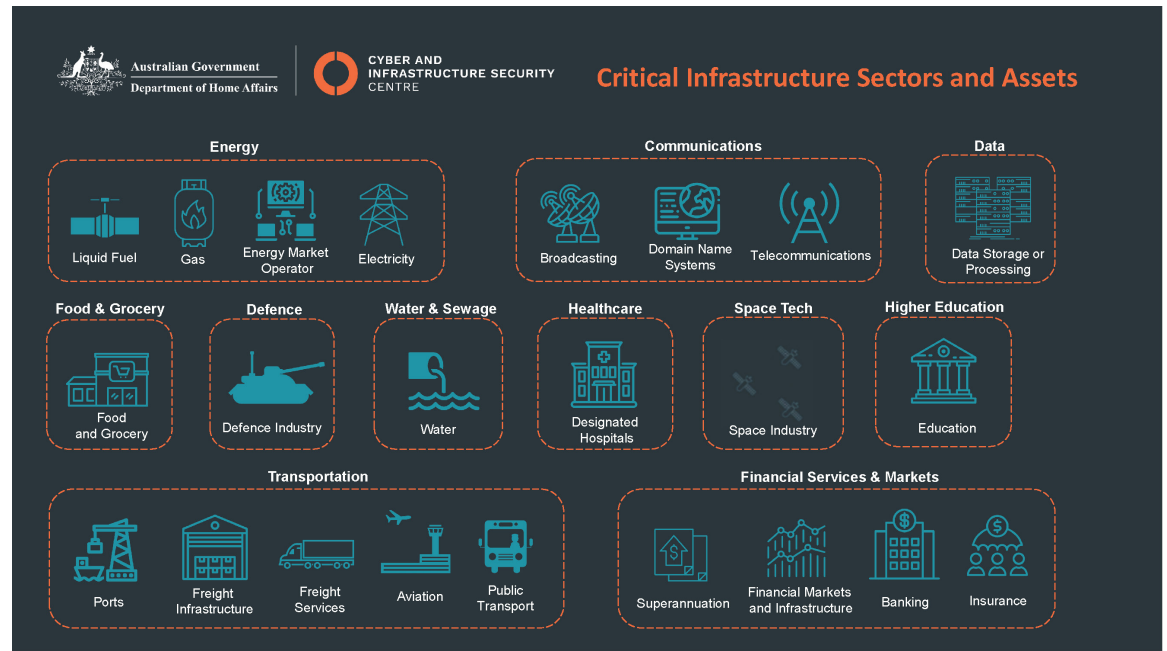 Australian Government
Department of Home Affairs
CYBER AND
INFRASTRUCTURE SECURITY
CENTRE
Critical Infrastructure Sectors and Assets
Energy
Liquid Fuel
Gas
Energy Market
Operator
Electricity
Communications
Broadcasting
Domain Name
Systems
Telecommunications
Data
Data Storage or
Processing
Food & Grocery
Food
and Grocery
Defence
Defence Industry
Water & Sewage
Water
Healthcare
Designated
Hospitals
Space Tech
Space Industry
Higher Education
Education
Transportation
Ports
Freight
Infrastructure
Freight
Services
Aviation
Public
Transport
Financial Services & Markets
$
Superannuation
Financial Markets
and Infrastructure
$
Banking
$
Insurance